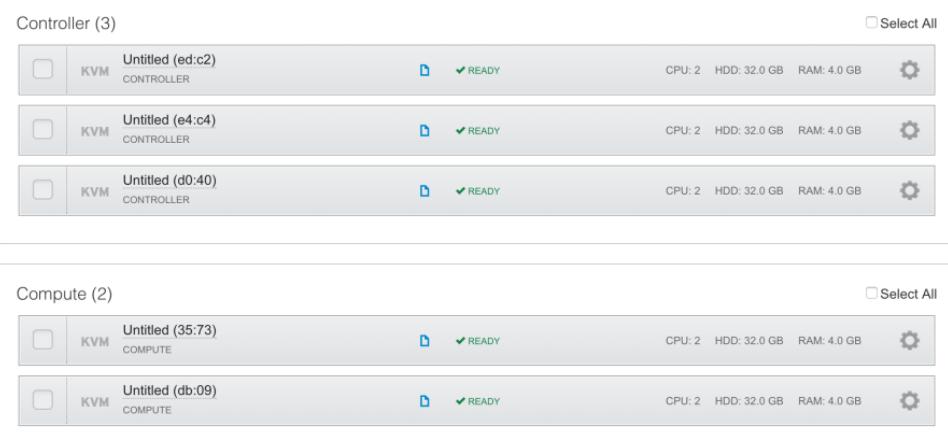 Controller (3) Select All
KVM Untitled (ed:c2) READY CPU: 2 HDD: 32.0 GB RAM: 4.0 GB
CONTROLLER
KVM Untitled (e4:c4) READY CPU: 2 HDD: 32.0 GB RAM: 4.0 GB
CONTROLLER
KVM Untitled (d0:40) READY CPU: 2 HDD: 32.0 GB RAM: 4.0 GB
CONTROLLER
Compute (2) Select All
KVM Untitled (35:73) READY CPU: 2 HDD: 32.0 GB RAM: 4.0 GB
COMPUTE
KVM Untitled (db:09) READY CPU: 2 HDD: 32.0 GB RAM: 4.0 GB
COMPUTE